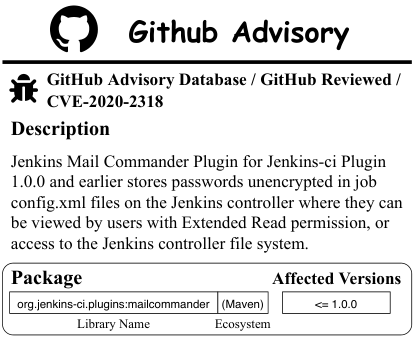 Github Advisory
GitHub Advisory Database / GitHub Reviewed /
CVE-2020-2318
Description
Jenkins Mail Commander Plugin for Jenkins-ci Plugin
1.0.0 and earlier stores passwords unencrypted in job
config.xml files on the Jenkins controller where they can
be viewed by users with Extended Read permission, or
access to the Jenkins controller file system.
Package Affected Versions
org.jenkins-ci.plugins:mailcommander (Maven) <= 1.0.0
Library Name Ecosystem